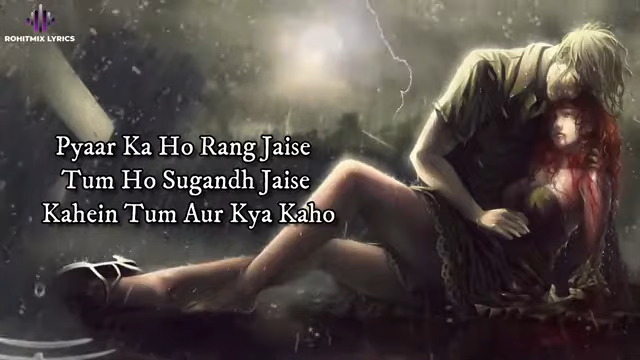 ROHITMIX LYRICS
Pyaar Ka Ho Rang Jaise
Tum Ho Sugandh Jaise
Kahein Tum Aur Kya Kaho